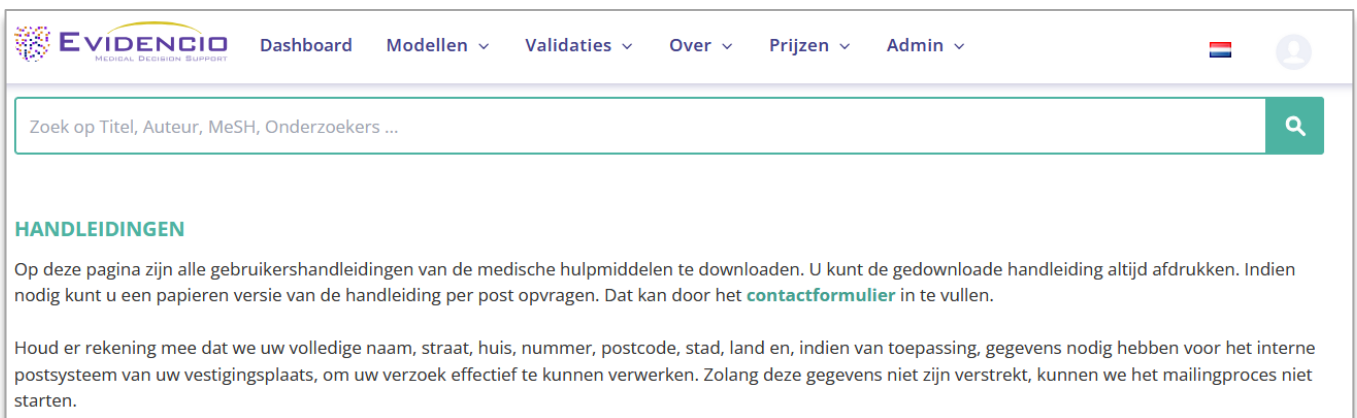 EVIDENCIO
MEDICAL DECISION SUPPORT
Dashboard Modellen Validaties Over Prijzen Admin
Zoek op Titel, Auteur, MeSH, Onderzoekers ...
HANDLEIDINGEN
Op deze pagina zijn alle gebruikershandleidingen van de medische hulpmiddelen te downloaden. U kunt de gedownloade handleiding altijd afdrukken. Indien
nodig kunt u een papieren versie van de handleiding per post opvragen. Dat kan door het contactformulier in te vullen.
Houd er rekening mee dat we uw volledige naam, straat, huis, nummer, postcode, stad, land en, indien van toepassing, gegevens nodig hebben voor het interne
postsysteem van uw vestigingsplaats, om uw verzoek effectief te kunnen verwerken. Zolang deze gegevens niet zijn verstrekt, kunnen we het mailingproces niet
starten.